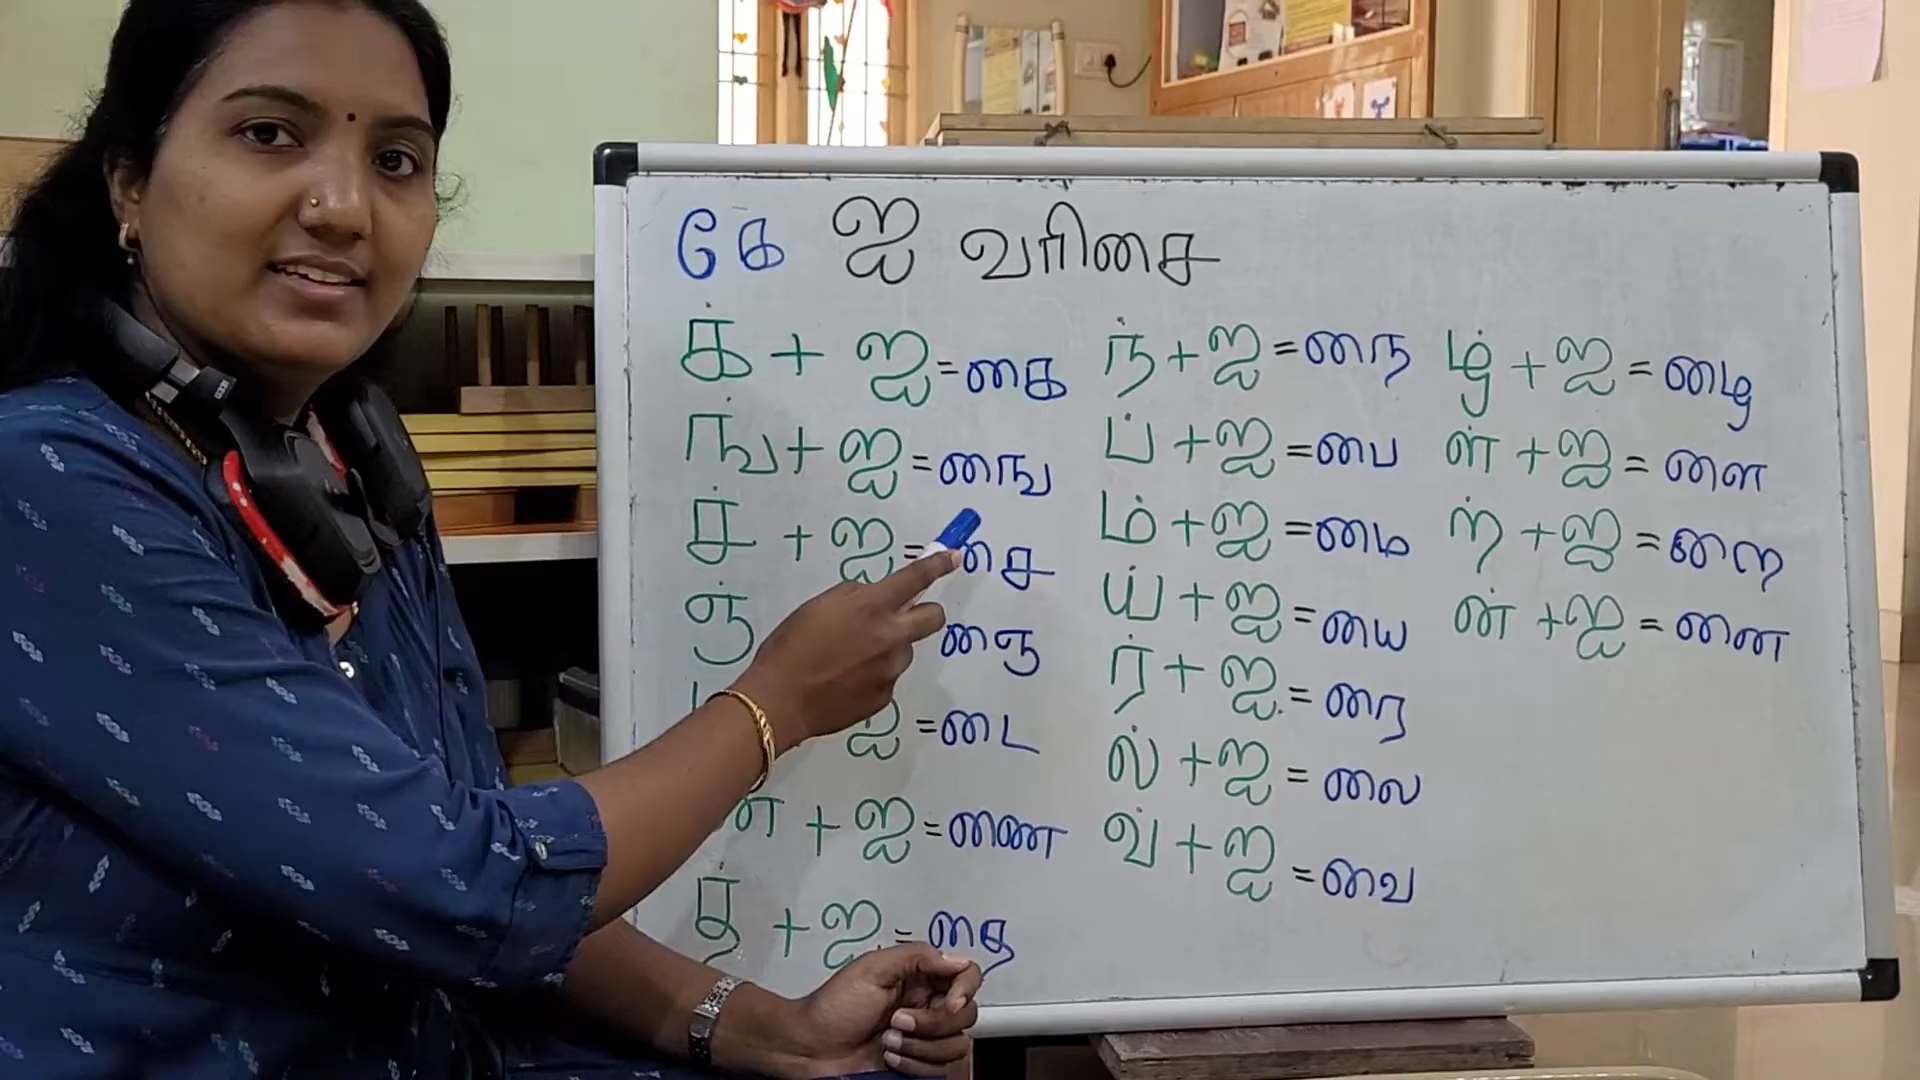 கே ஐ வரிசை
க் + ஐ = கை
ங் + ஐ = ஙை
ச் + ஐ = சை
ஞ் = ஞை
ஐ = டை
ண் + ஐ = ணை
த் + ஐ = தை
ந் + ஐ = நை
ப் + ஐ = பை
ம் + ஐ = மை
ய் + ஐ = யை
ர் + ஐ = ரை
ல் + ஐ = லை
வ் + ஐ = வை
ழ் + ஐ = ழை
ள் + ஐ = ளை
ற் + ஐ = றை
ன் + ஐ = னை